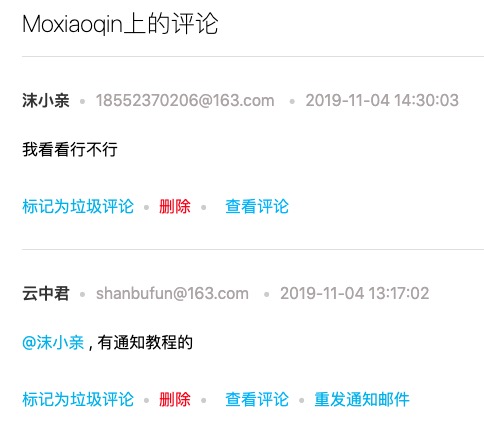 Moxiaoqin上的评论
沫小亲 • 18552370206@163.com • 2019-11-04 14:30:03
我看看行不行
标记为垃圾评论 • 删除 • 查看评论
云中君 • shanbufun@163.com • 2019-11-04 13:17:02
@沫小亲 , 有通知教程的
标记为垃圾评论 • 删除 • 查看评论 • 重发通知邮件